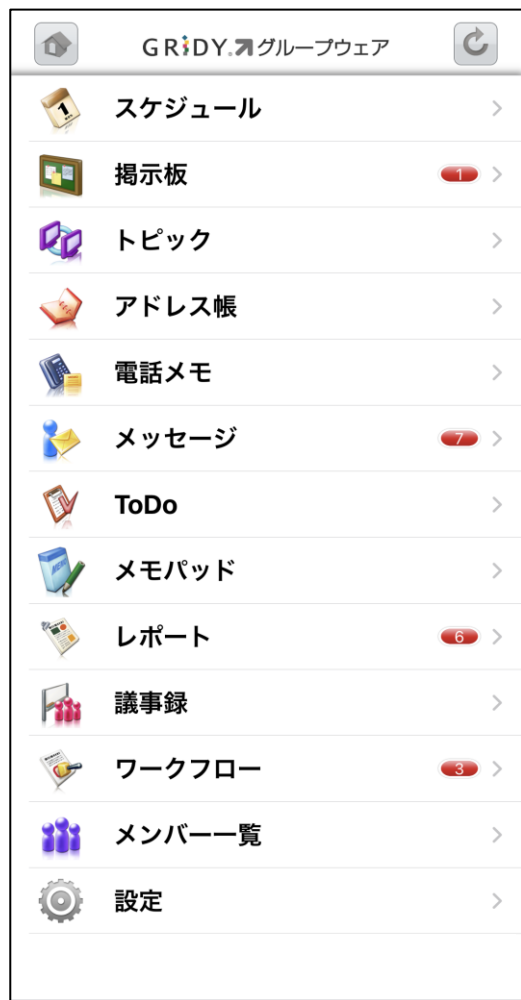 GRiDY.グループウェア
スケジュール
掲示板
1
トピック
アドレス帳
電話メモ
メッセージ
7
ToDo
メモパッド
レポート
6
議事録
ワークフロー
3
メンバー一覧
設定